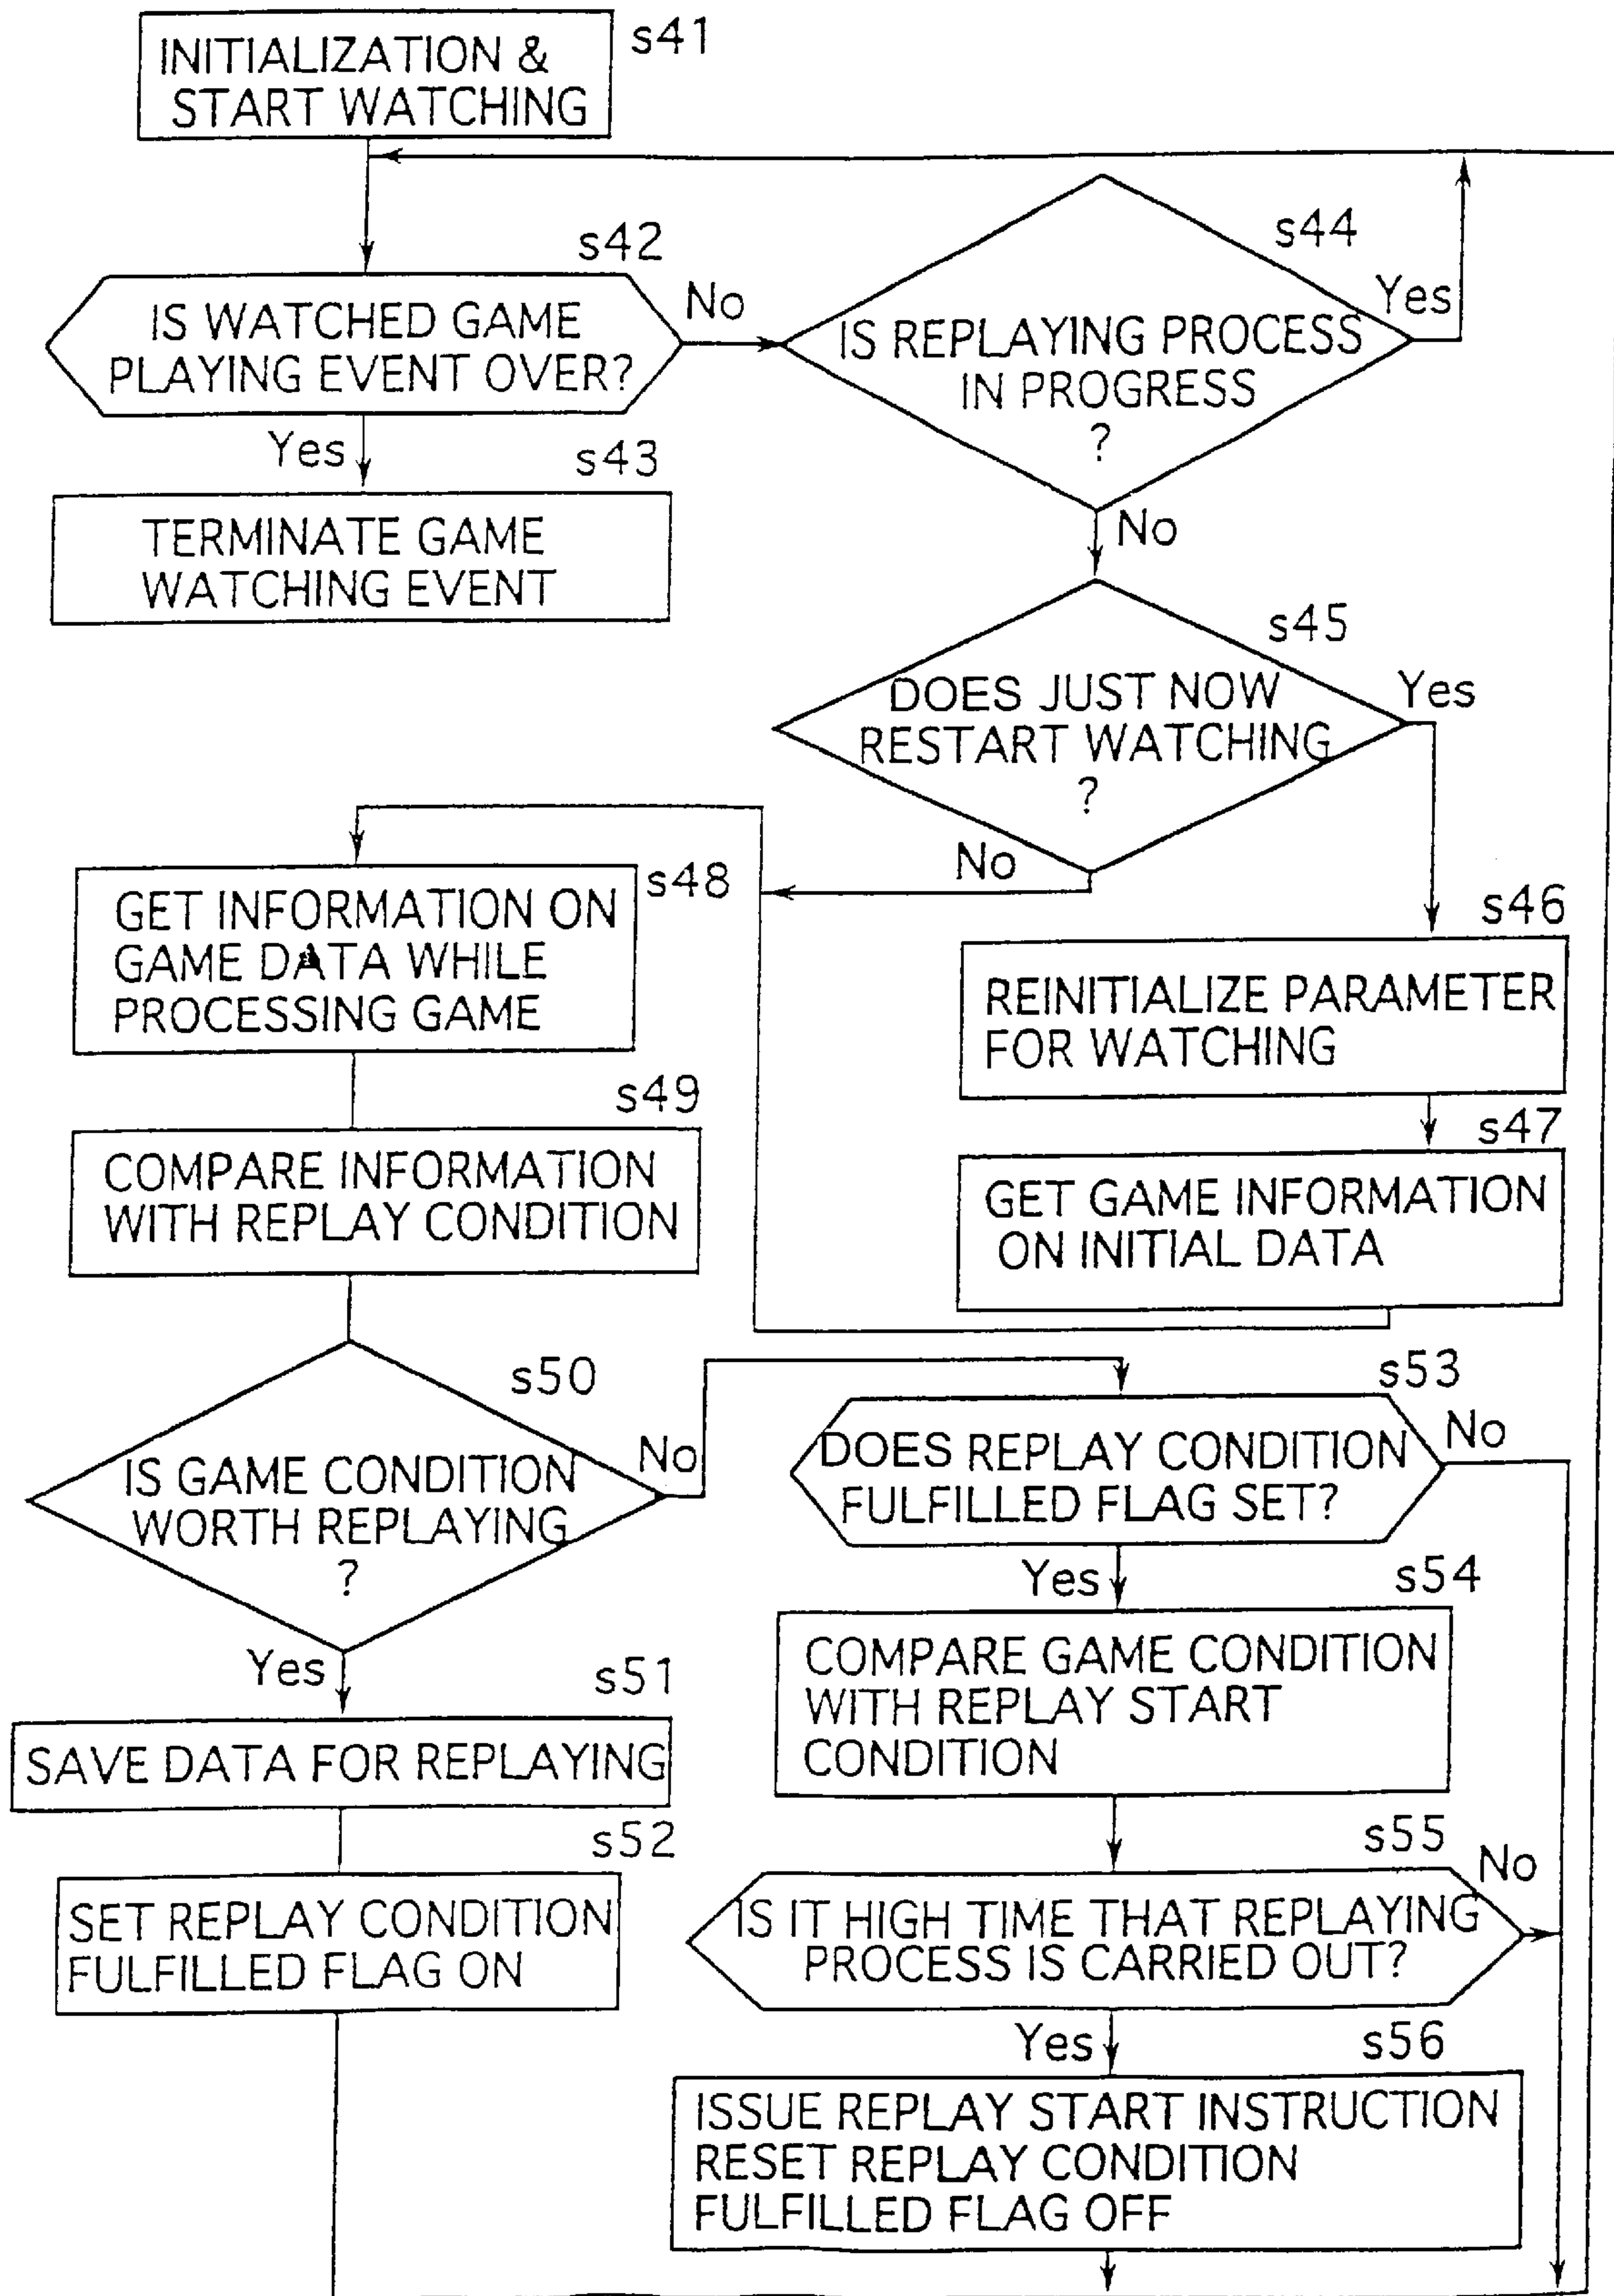 INITIALIZATION &
START WATCHING
s41
s42
IS WATCHED GAME
PLAYING EVENT OVER?
No
Yes
s43
TERMINATE GAME
WATCHING EVENT
s44
IS REPLAYING PROCESS
IN PROGRESS
?
Yes
No
s45
DOES JUST NOW
RESTART WATCHING
?
Yes
No
s46
REINITIALIZE PARAMETER
FOR WATCHING
s47
GET GAME INFORMATION
ON INITIAL DATA
s48
GET INFORMATION ON
GAME DATA WHILE
PROCESSING GAME
s49
COMPARE INFORMATION
WITH REPLAY CONDITION
s50
IS GAME CONDITION
WORTH REPLAYING
?
No
Yes
s51
SAVE DATA FOR REPLAYING
s52
SET REPLAY CONDITION
FULFILLED FLAG ON
s53
DOES REPLAY CONDITION
FULFILLED FLAG SET?
No
Yes
s54
COMPARE GAME CONDITION
WITH REPLAY START
CONDITION
s55
IS IT HIGH TIME THAT REPLAYING
PROCESS IS CARRIED OUT?
No
Yes
s56
ISSUE REPLAY START INSTRUCTION
RESET REPLAY CONDITION
FULFILLED FLAG OFF